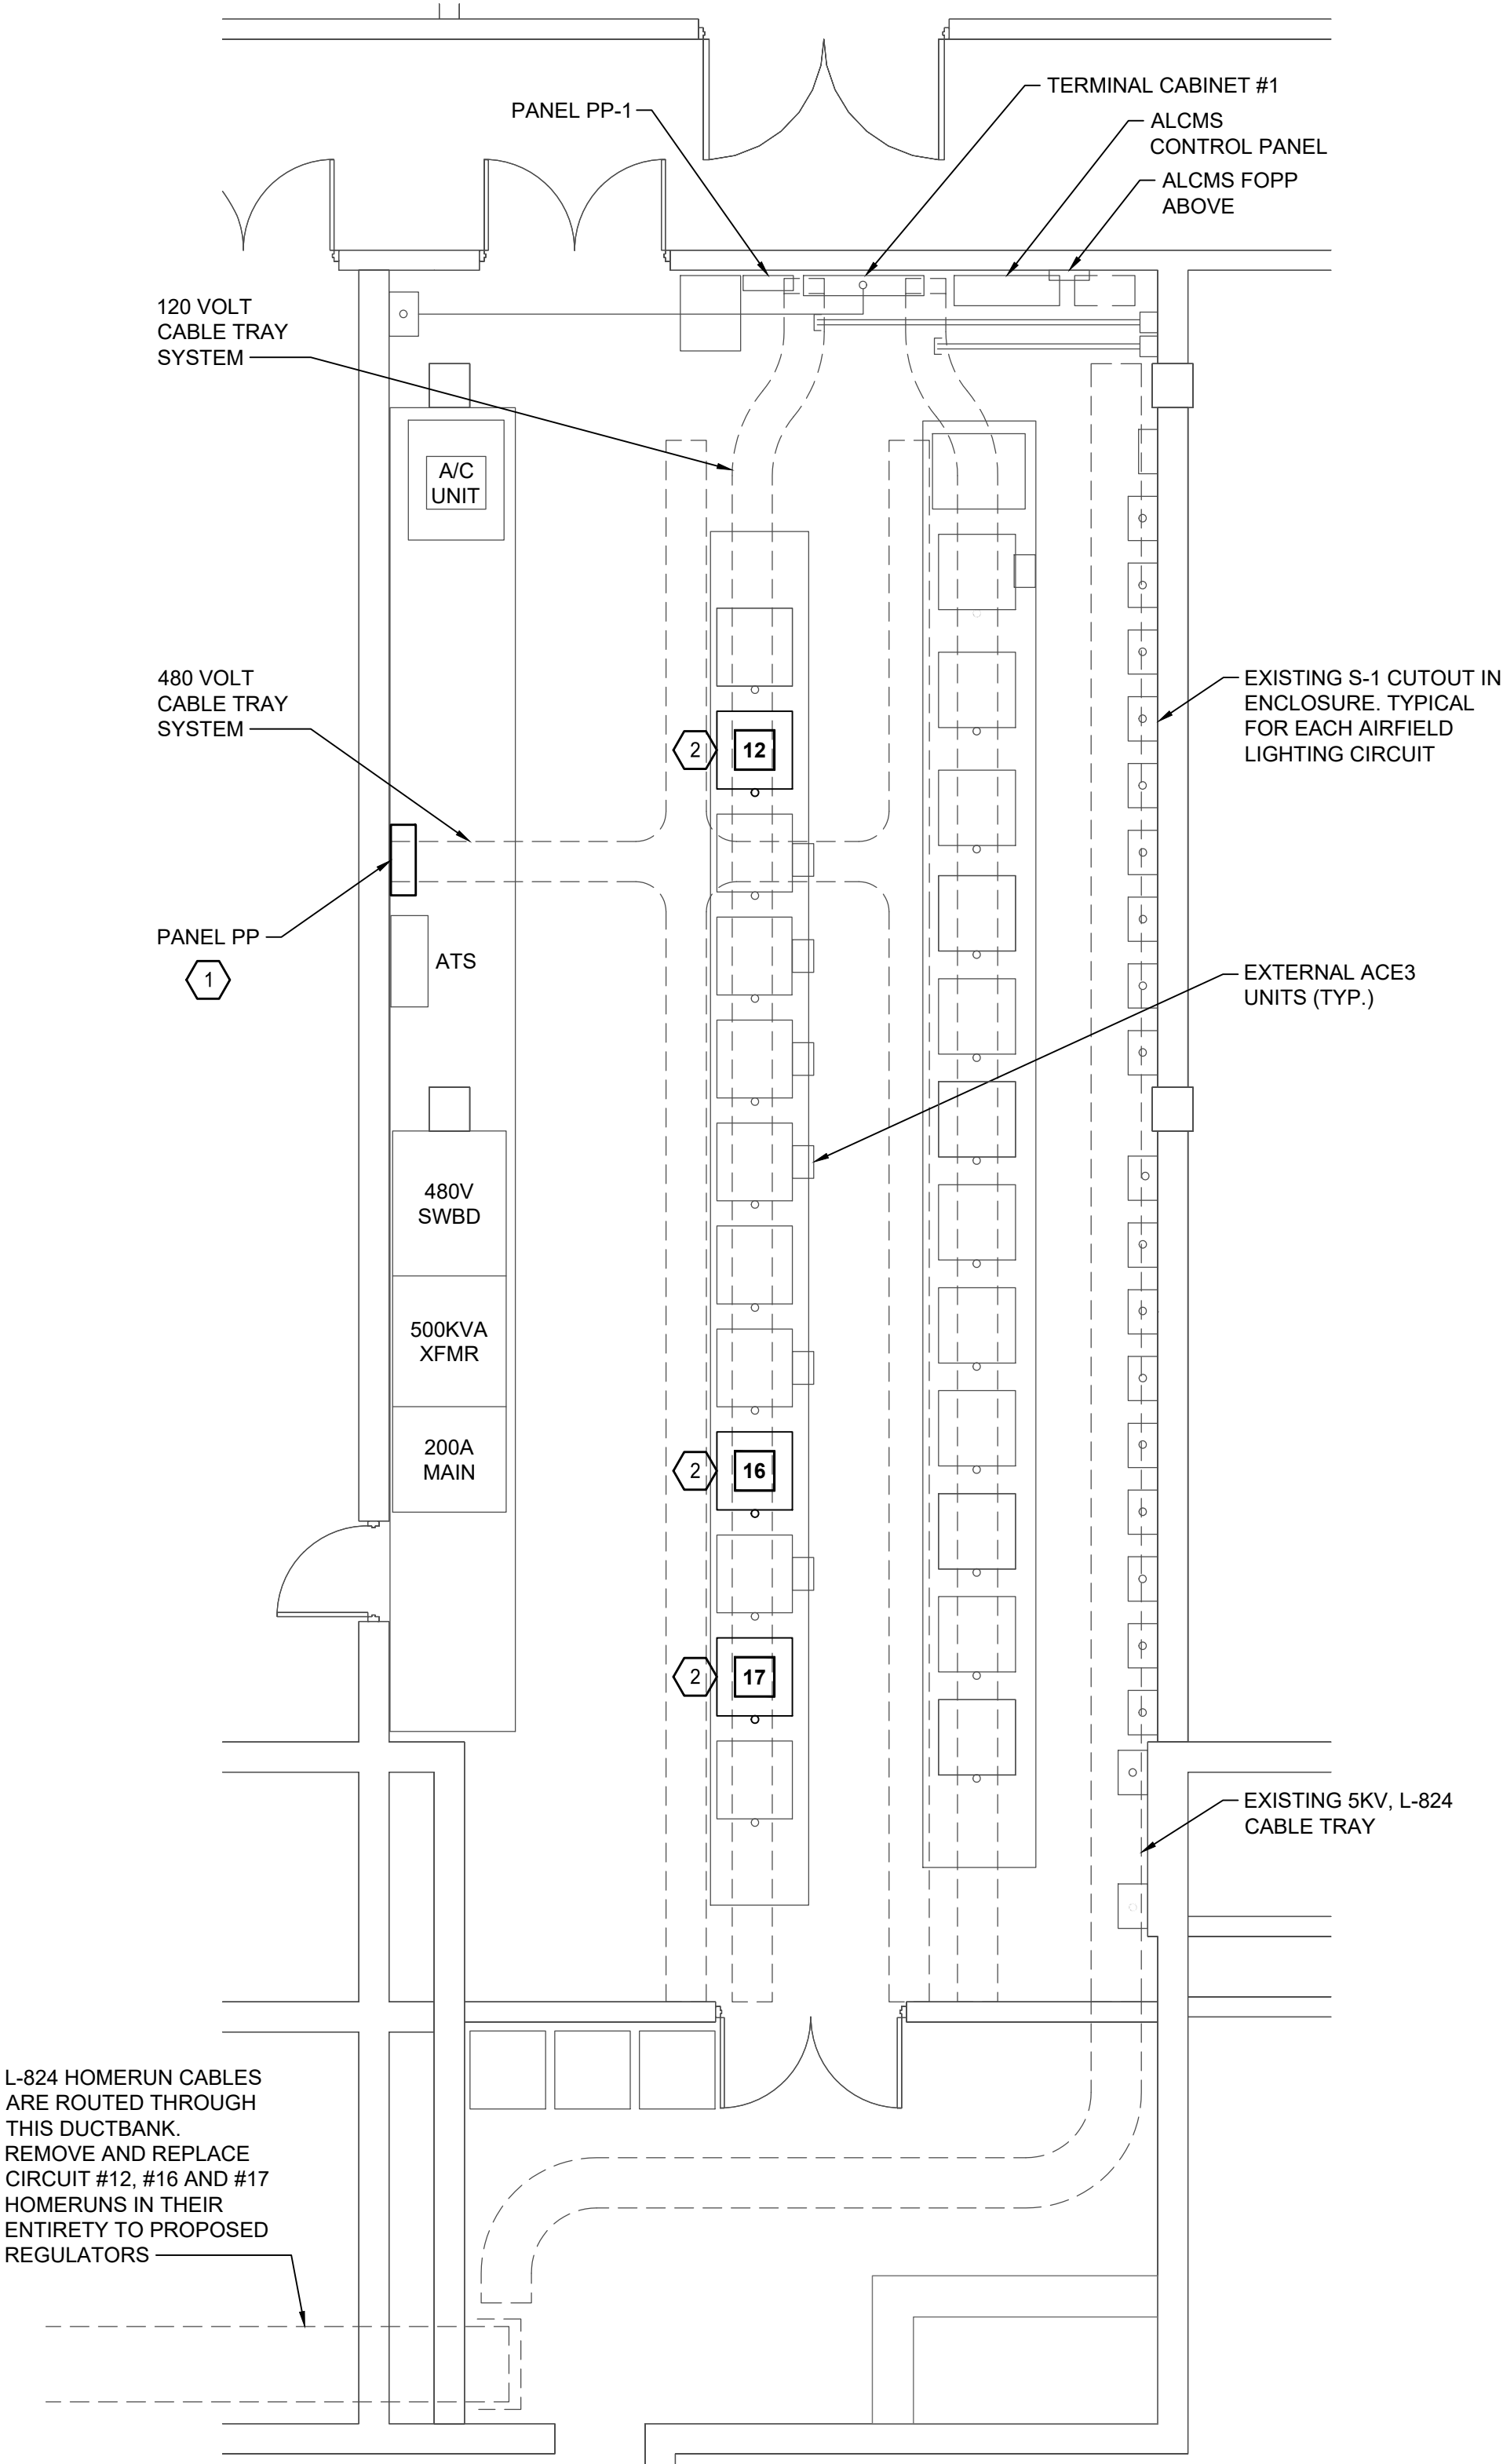 TERMINAL CABINET #1
PANEL PP-1
ALCMS
CONTROL PANEL
ALCMS FOPP
ABOVE
120 VOLT
CABLE TRAY
SYSTEM
A/C
UNIT
480 VOLT
CABLE TRAY
SYSTEM
EXISTING S-1 CUTOUT IN
ENCLOSURE. TYPICAL
FOR EACH AIRFIELD
LIGHTING CIRCUIT
2
12
PANEL PP
1
ATS
EXTERNAL ACE3
UNITS (TYP.)
480V
SWBD
500KVA
XFMR
200A
MAIN
2
16
2
17
EXISTING 5KV, L-824
CABLE TRAY
L-824 HOMERUN CABLES
ARE ROUTED THROUGH
THIS DUCTBANK.
REMOVE AND REPLACE
CIRCUIT #12, #16 AND #17
HOMERUNS IN THEIR
ENTIRETY TO PROPOSED
REGULATORS